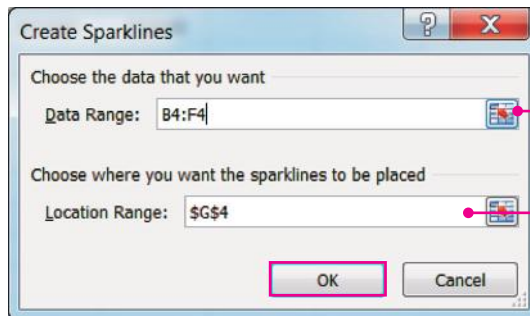 Create Sparklines
Choose the data that you want
Data Range: B4:F4
Choose where you want the sparklines to be placed
Location Range: $G$4
OK Cancel